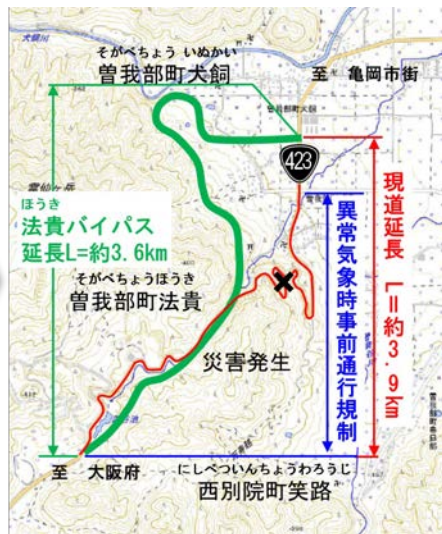 犬飼川
そがべちょう いぬかい
曽我部町犬飼
至 亀岡市街
423
ほうき
法貴バイパス
延長L=約3.6km
そがべちょうほうき
曽我部町法貴
災害発生
異常気象時事前通行規制
現道延長 L=約3.9km
至 大阪府
にしべついんちょうわろうじ
西別院町笑路